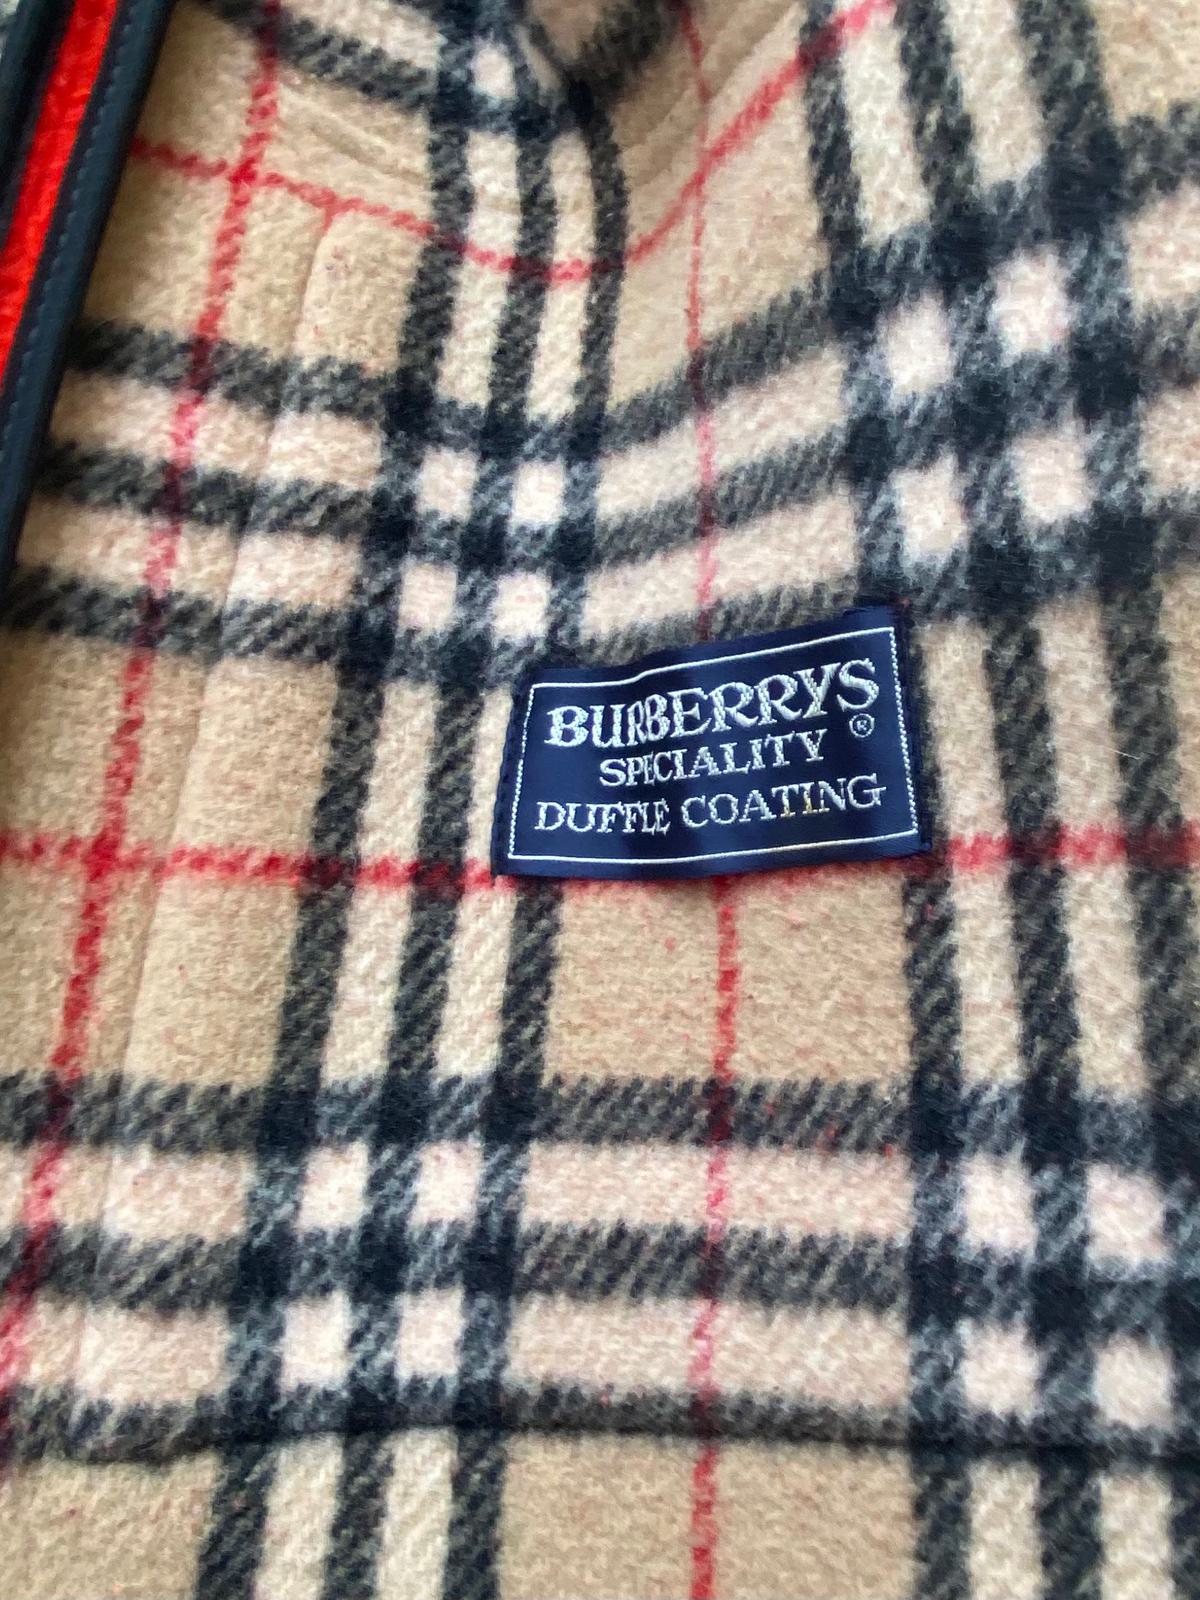 BURBERRYS
®
SPECIALITY
DUFFLE COATING